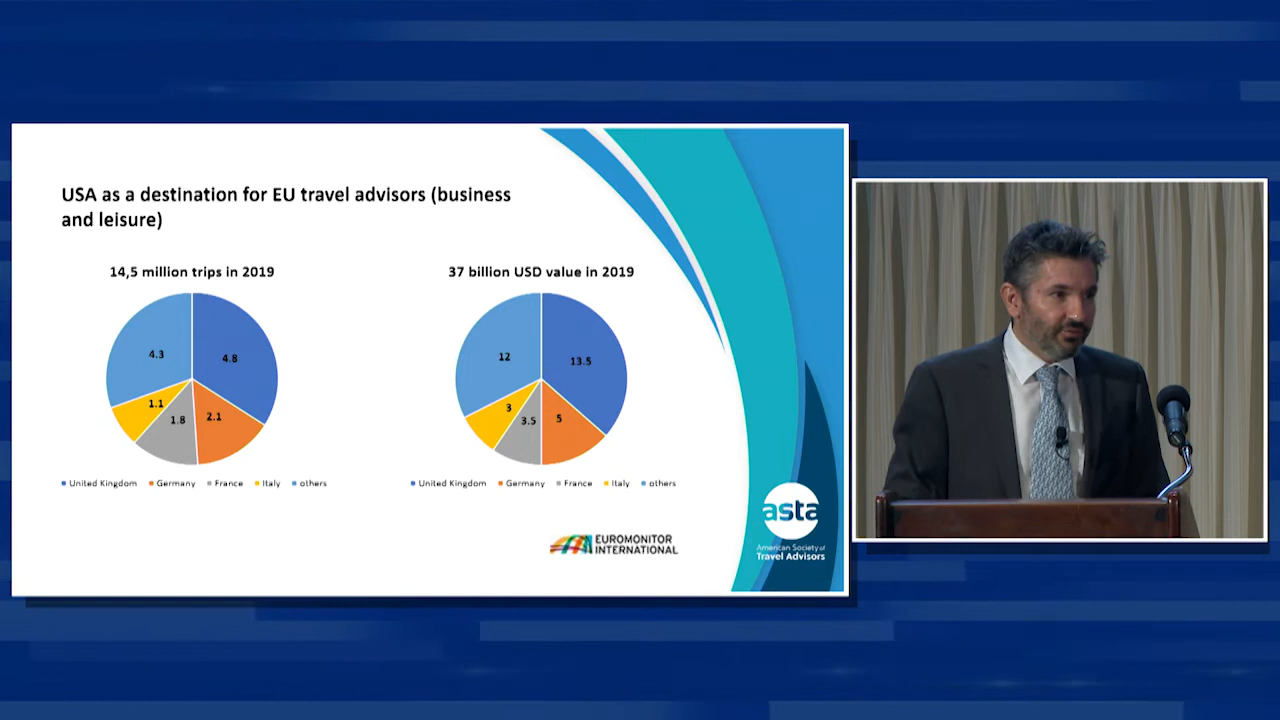 USA as a destination for EU travel advisors (business
and leisure)
14,5 million trips in 2019
4.3
4.8
1.1
1.8
2.1
United Kingdom Germany France Italy others
37 billion USD value in 2019
12
13.5
3
3.5
5
United Kingdom Germany France Italy others
EUROMONITOR
INTERNATIONAL
asta
American Society of
Travel Advisors